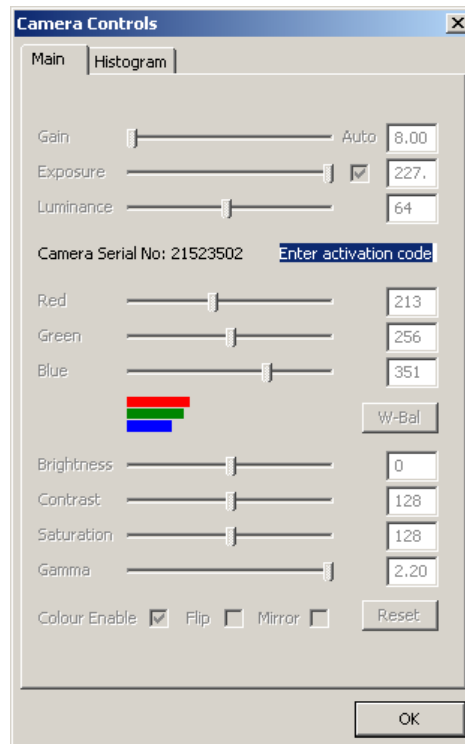 Camera Controls
Main Histogram
Gain Auto 8.00
Exposure 227.
Luminance 64
Camera Serial No: 21523502 Enter activation code
Red 213
Green 256
Blue 351
W-Bal
Brightness 0
Contrast 128
Saturation 128
Gamma 2.20
Colour Enable Flip Mirror Reset
OK